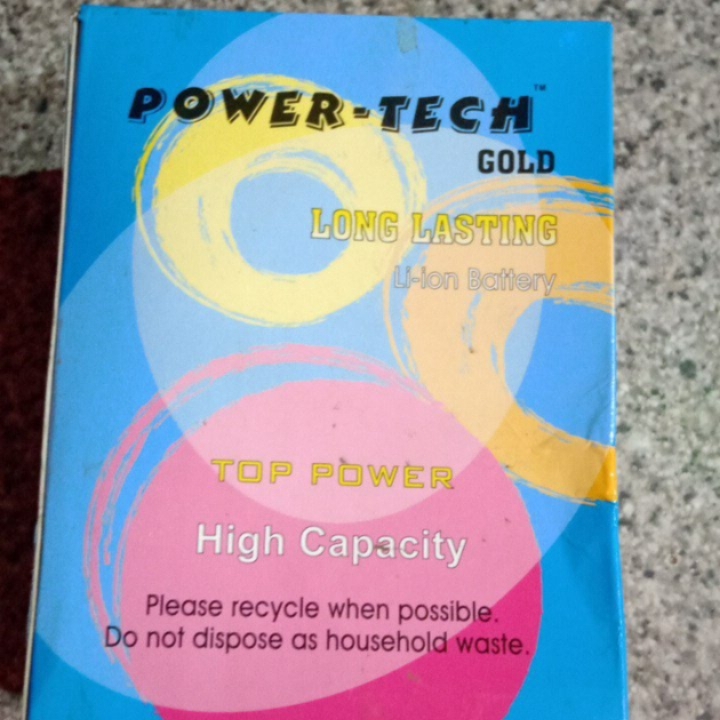 POWER-TECH™
GOLD
LONG LASTING
Li-ion Battery
TOP POWER
High Capacity
Please recycle when possible.
Do not dispose as household waste.